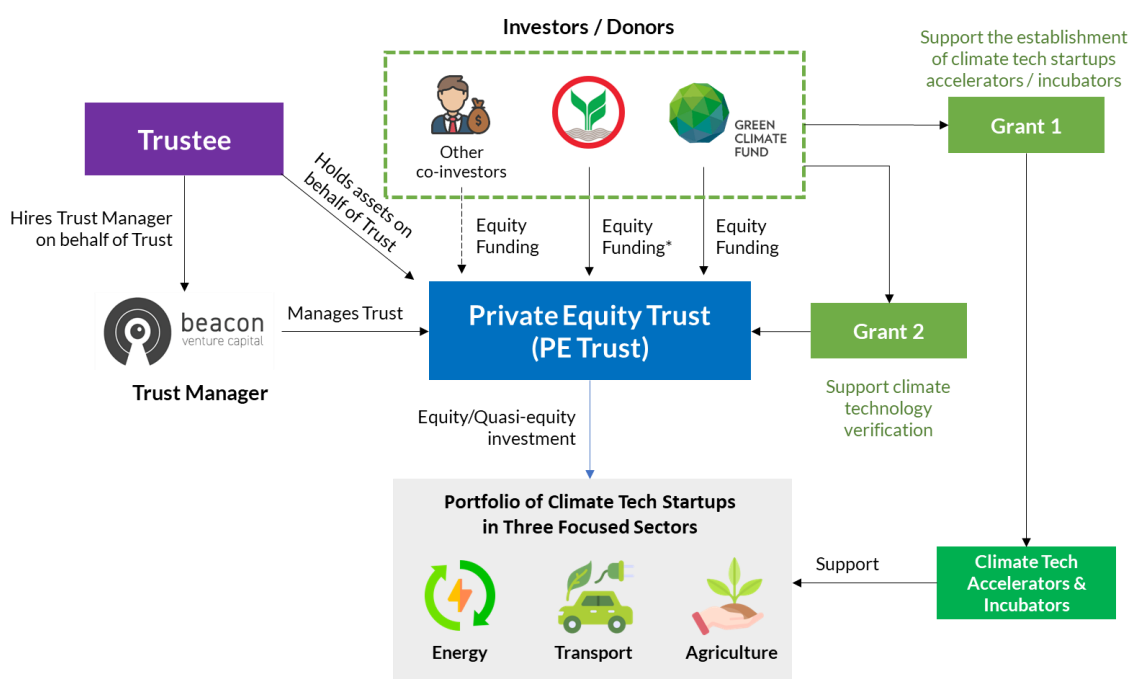 Investors / Donors
Support the establishment
of climate tech startups
accelerators / incubators
Trustee
Other
co-investors
GREEN
CLIMATE
FUND
Grant 1
Holds assets on
behalf of Trust
Hires Trust Manager
on behalf of Trust
Equity
Funding
Equity
Funding*
Equity
Funding
beacon
venture capital
Manages Trust
Private Equity Trust
(PE Trust)
Grant 2
Trust Manager
Support climate
technology
verification
Equity/Quasi-equity
investment
Portfolio of Climate Tech Startups
in Three Focused Sectors
Energy
Transport
Agriculture
Support
Climate Tech
Accelerators &
Incubators